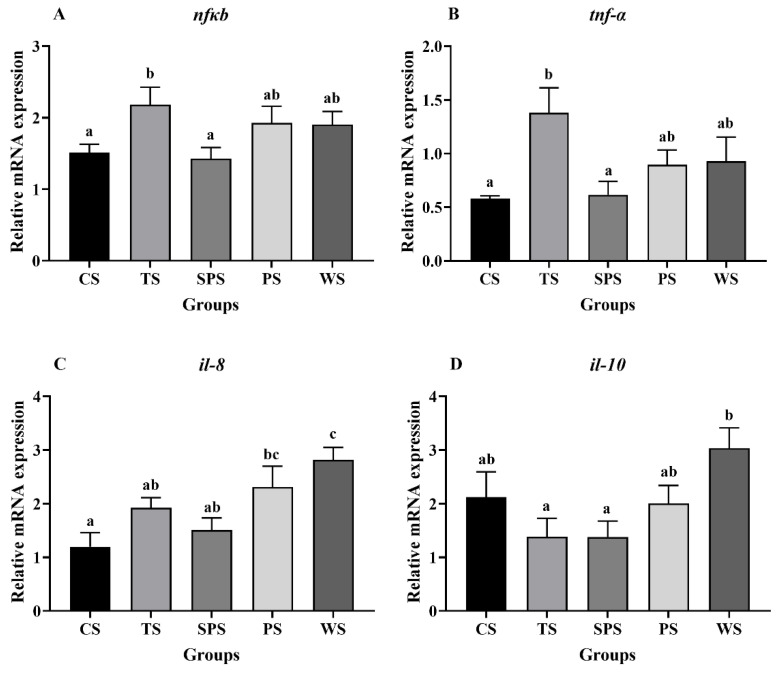 A nfκb
Relative mRNA expression
3
2
1
0
a b a ab ab
CS TS SPS PS WS
Groups
B tnf-α
Relative mRNA expression
2.0
1.5
1.0
0.5
0.0
a b a ab ab
CS TS SPS PS WS
Groups
C il-8
Relative mRNA expression
4
3
2
1
0
a ab ab bc c
CS TS SPS PS WS
Groups
D il-10
Relative mRNA expression
4
3
2
1
0
ab a a ab b
CS TS SPS PS WS
Groups